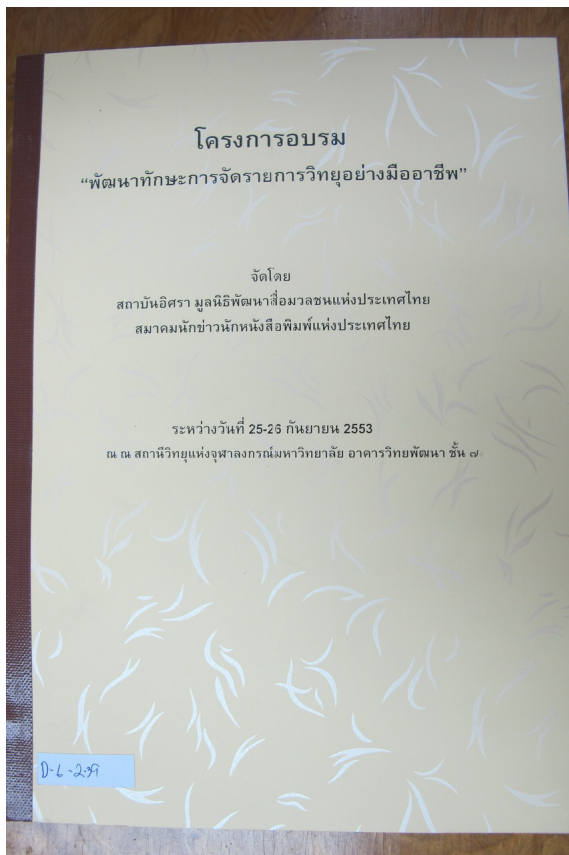 โครงการอบรม
“พัฒนาทักษะการจัดรายการวิทยุอย่างมืออาชีพ”
จัดโดย
สถาบันอิศรา มูลนิธิพัฒนาสื่อมวลชนแห่งประเทศไทย
สมาคมนักข่าวนักหนังสือพิมพ์แห่งประเทศไทย
ระหว่างวันที่ 25-26 กันยายน 2553
ณ ณ สถานีวิทยุแห่งจุฬาลงกรณ์มหาวิทยาลัย อาคารวิทยพัฒนา ชั้น ๗
D-6-2-39